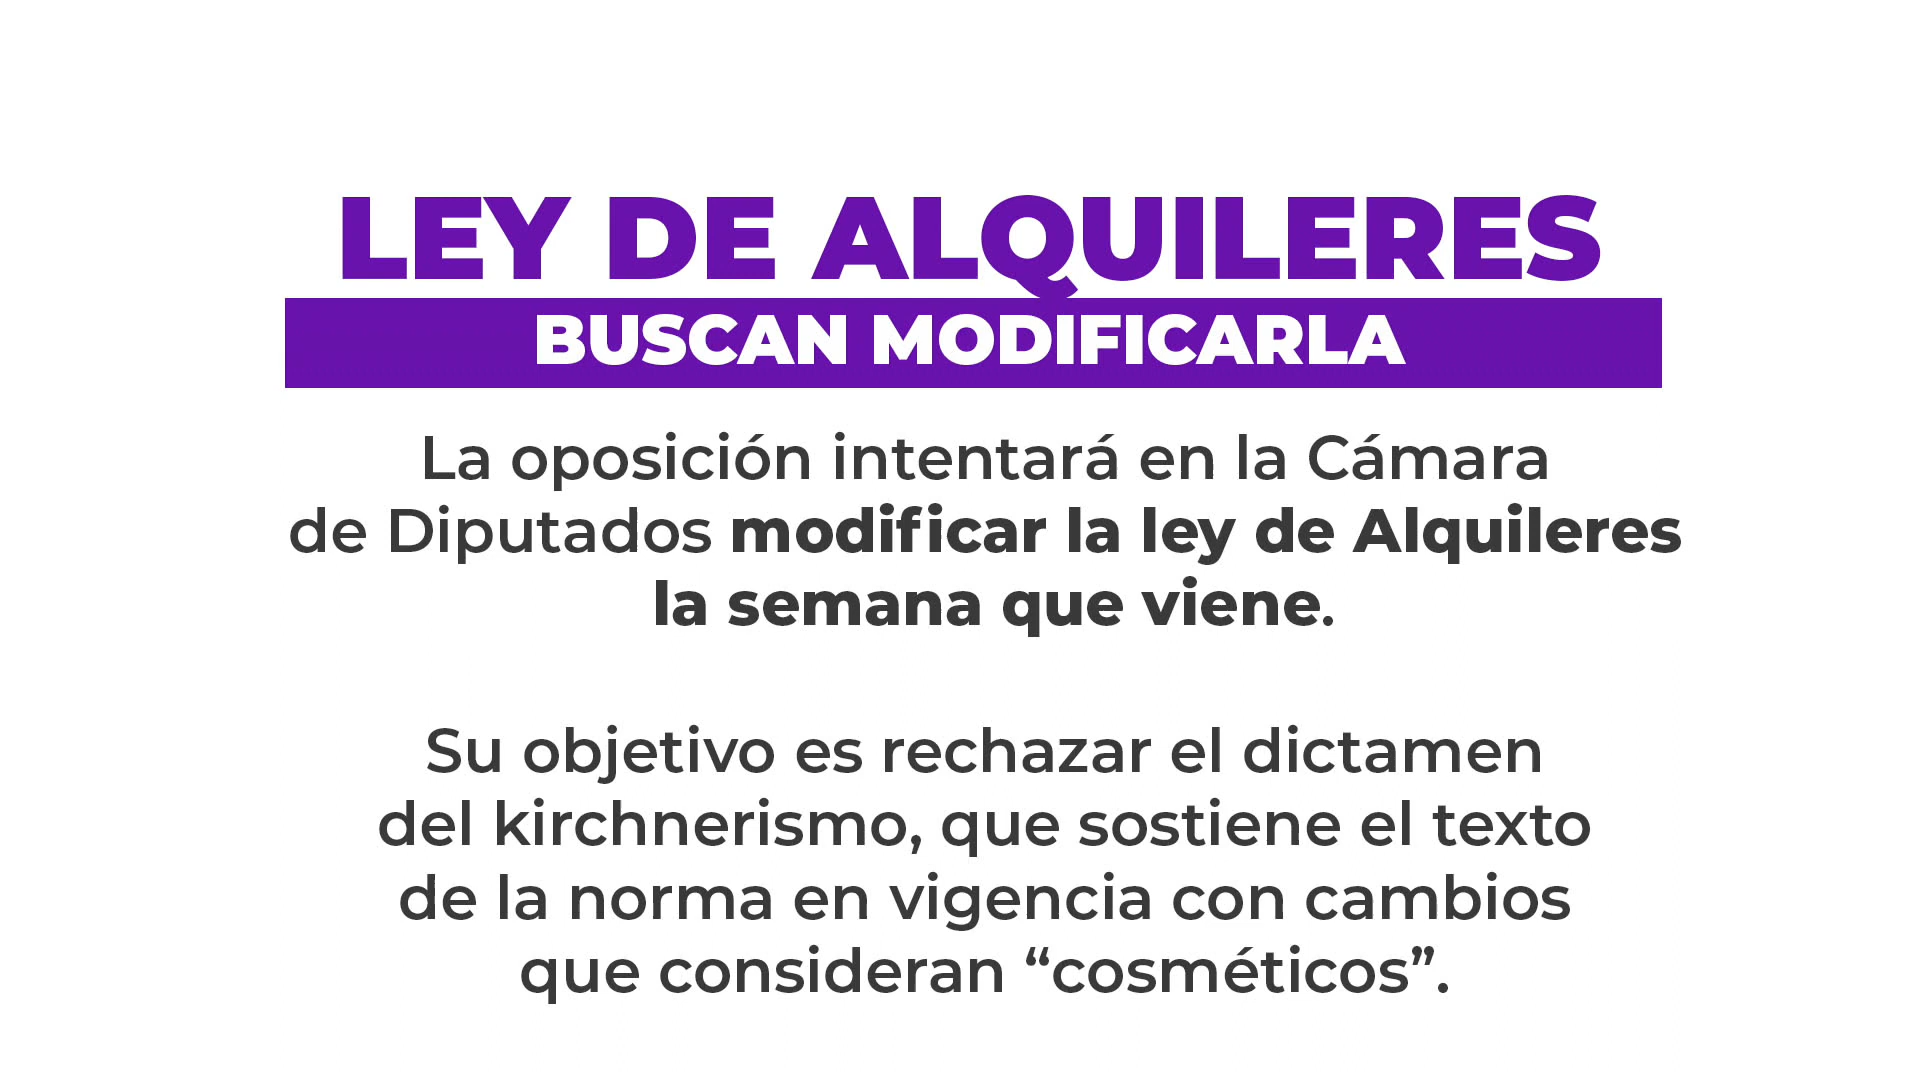 LEY DE ALQUILERES
BUSCAN MODIFICARLA
La oposición intentará en la Cámara
de Diputados modificar la ley de Alquileres
la semana que viene.
Su objetivo es rechazar el dictamen
del kirchnerismo, que sostiene el texto
de la norma en vigencia con cambios
que consideran “cosméticos”.